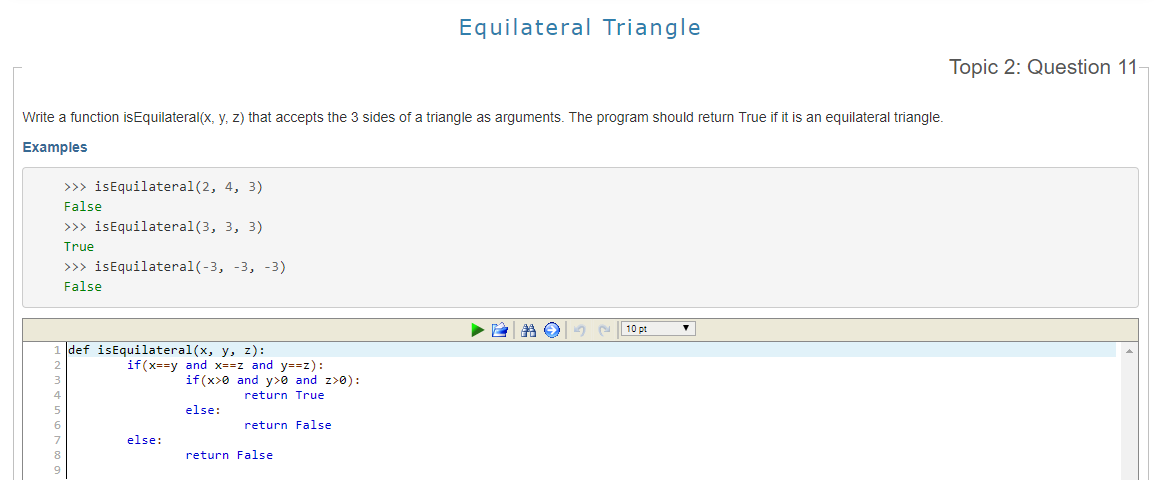 Equilateral Triangle
Topic 2: Question 11
Write a function isEquilateral(x, y, z) that accepts the 3 sides of a triangle as arguments. The program should return True if it is an equilateral triangle.
Examples
>>> isEquilateral(2, 4, 3)
False
>>> isEquilateral(3, 3, 3)
True
>>> isEquilateral(-3, -3, -3)
False
10 pt
1 def isEquilateral(x, y, z):
2 if(x==y and x==z and y==z):
3 if(x>0 and y>0 and z>0):
4 return True
5 else:
6 return False
7 else:
8 return False
9